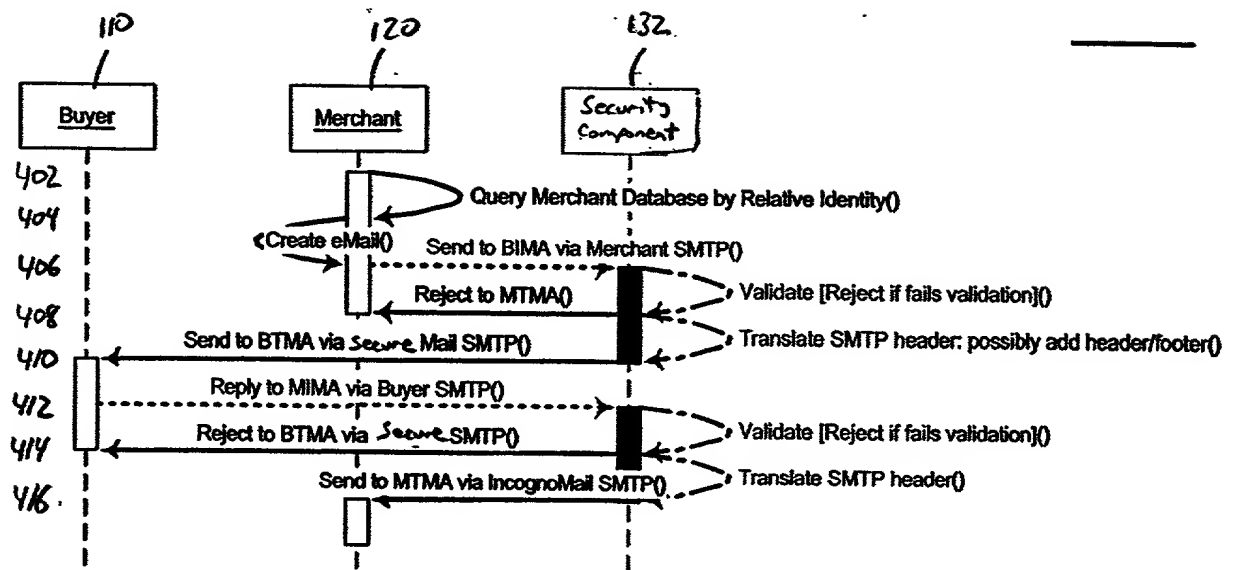 110
120
132
Buyer
Merchant
Security
Component
402
Query Merchant Database by Relative Identity()
404
Create eMail()
Send to BIMA via Merchant SMTP()
406
Reject to MTMA()
Validate [Reject if fails validation]()
408
Send to BTMA via secure Mail SMTP()
Translate SMTP header: possibly add header/footer()
410
Reply to MIMA via Buyer SMTP()
412
Reject to BTMA via Secure SMTP()
Validate [Reject if fails validation]()
414
Send to MTMA via IncognoMail SMTP()
Translate SMTP header()
416.